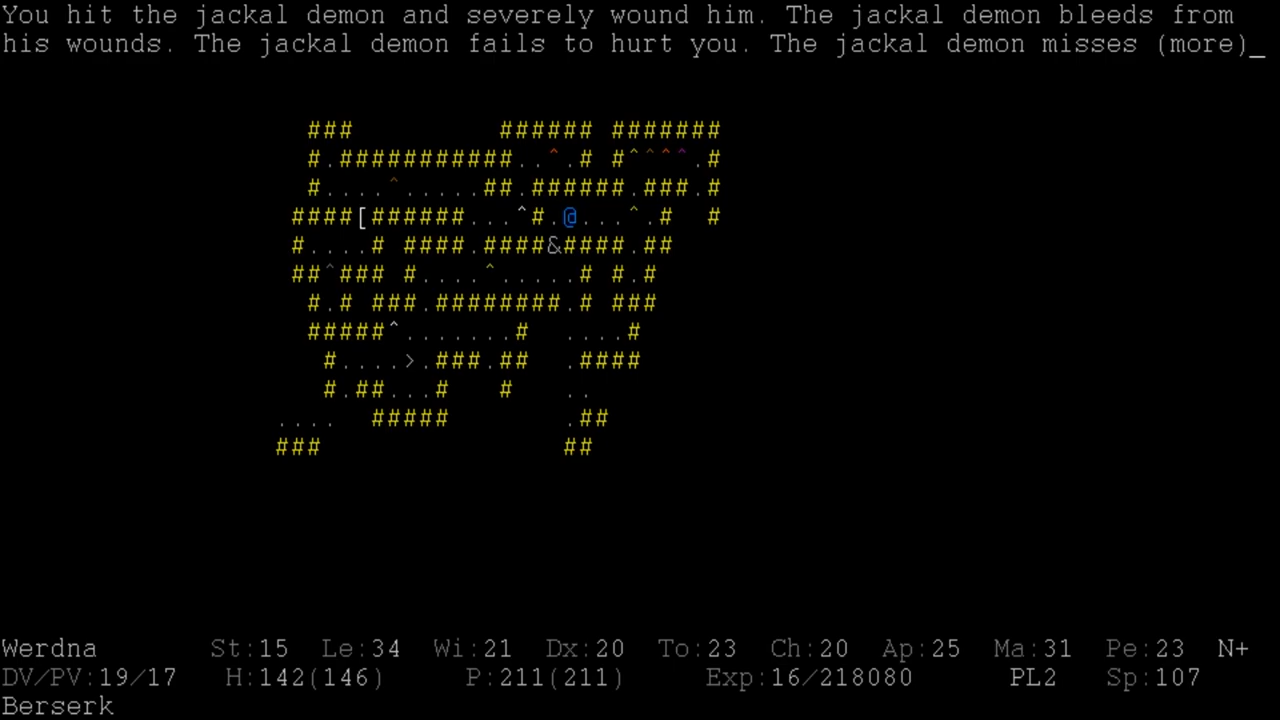 You hit the jackal demon and severely wound him. The jackal demon bleeds from
his wounds. The jackal demon fails to hurt you. The jackal demon misses (more)_
###         ###### #######
#.###########..^.# #^^^^.#
#....^.....##.######.###.#
####[######...^#.@...^.#  #
#....# ####.####&####.##
##^### #....^.....# #.#
#.# ###.########.# ###
#####^.......#  ....#
#....>.###.##  .####
#.##...#   #   ..
....  #####       .##
###               ##
Werdna       St:15  Le:34  Wi:21  Dx:20  To:23  Ch:20  Ap:25  Ma:31  Pe:23  N+
DV/PV:19/17   H:142(146)     P:211(211)     Exp:16/218080      PL2   Sp:107
Berserk